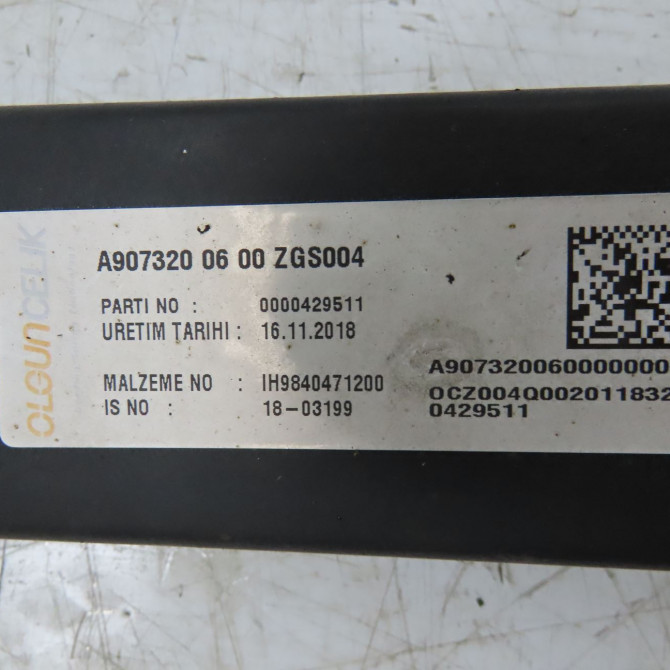 OLGUNCELIK
A907320 06 00 ZGS004
PARTI NO : 0000429511
URETIM TARIHI : 16.11.2018
MALZEME NO : IH9840471200
IS NO : 18-03199
A9073200600000000
0CZ004Q002011832
0429511